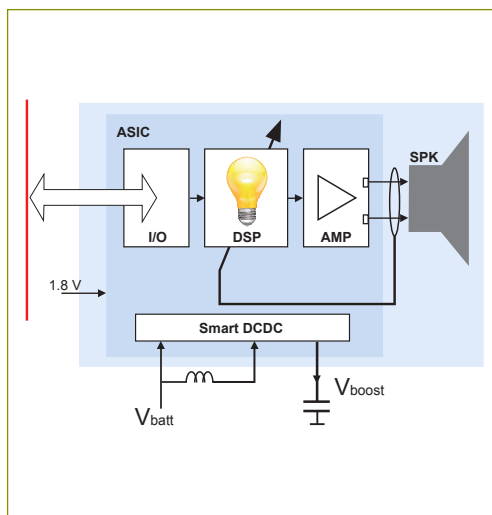 ASIC
SPK
I/O
DSP
AMP
1.8 V
Smart DCDC
Vboost
Vbatt